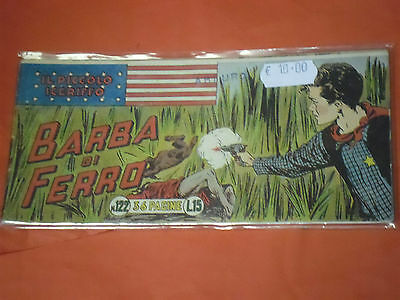 IL PICCOLO
SCERIFFO
€ 10.00
BARBA
DI
FERRO
N.122 36 PAGINE L.15